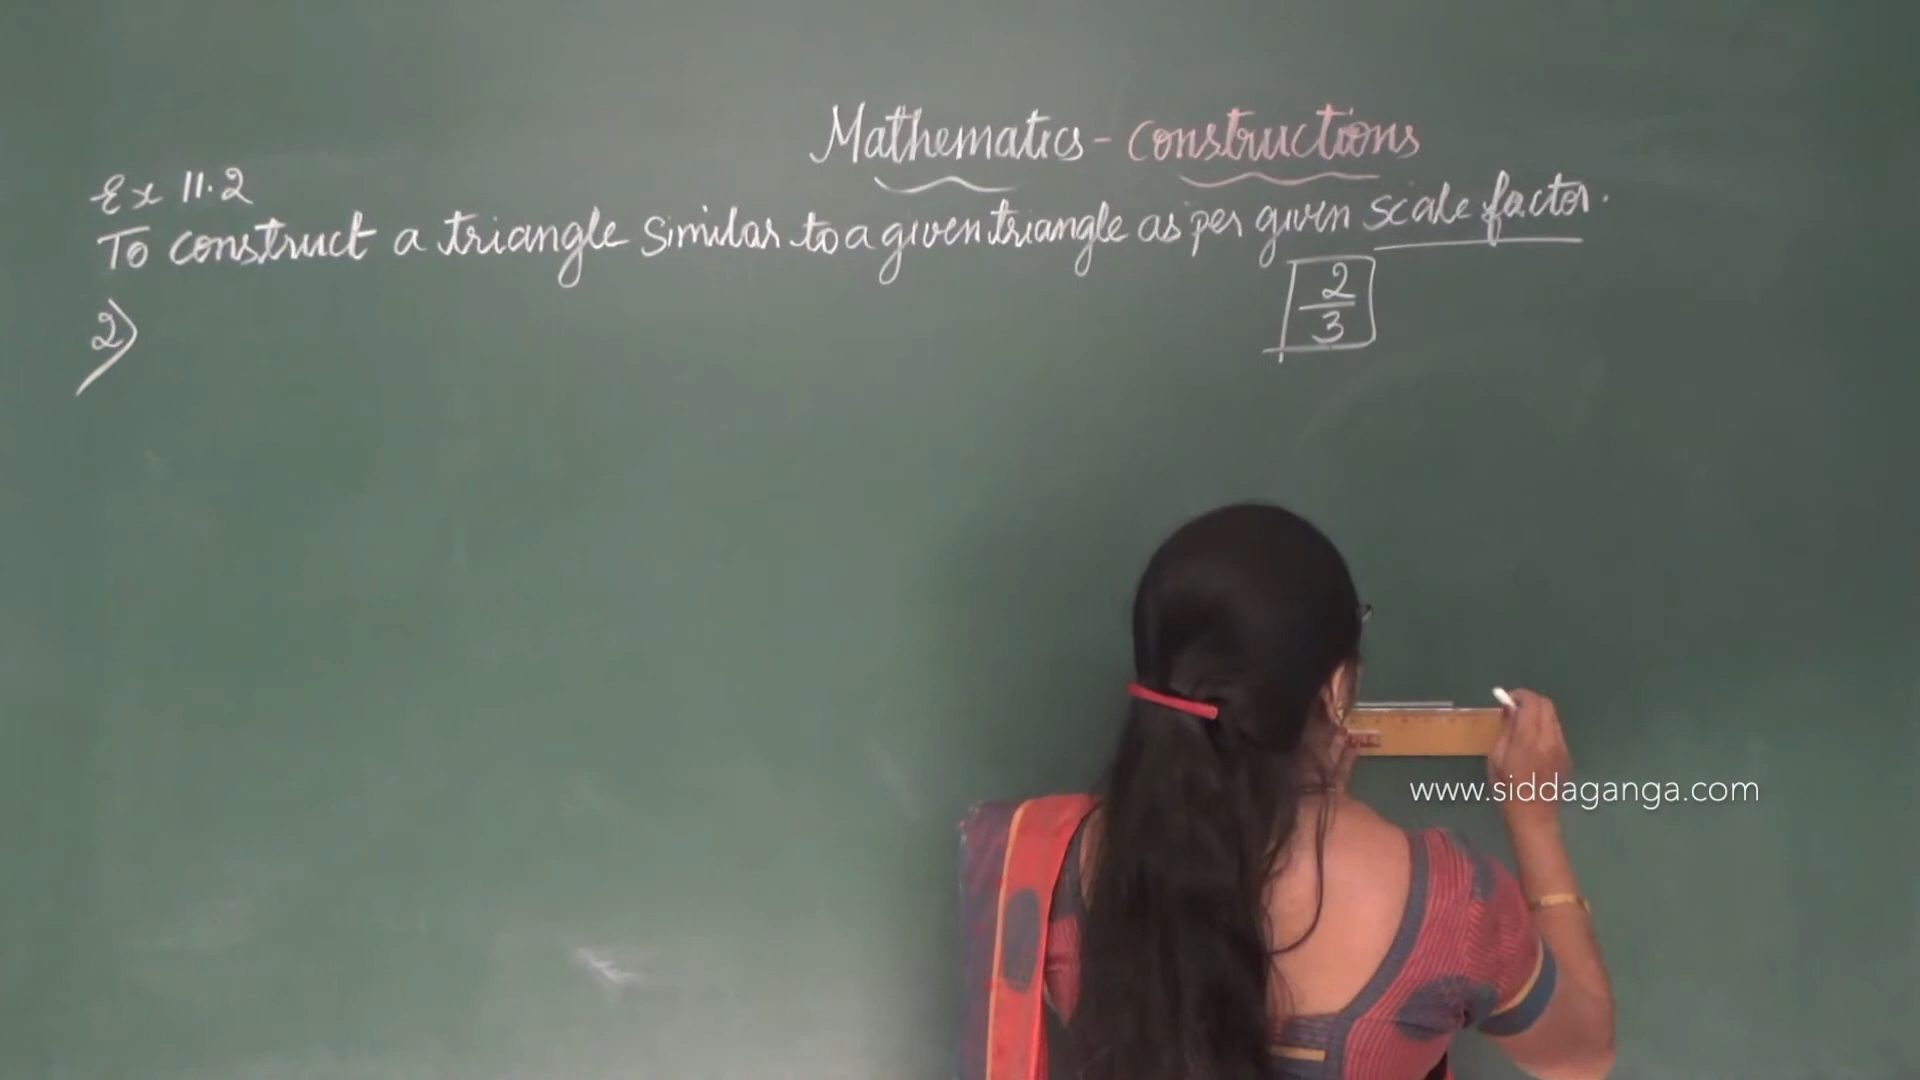 Mathematics - Constructions
Ex 11.2
To construct a triangle similar to a given triangle as per given scale factor.
2/3
2)
www.siddaganga.com